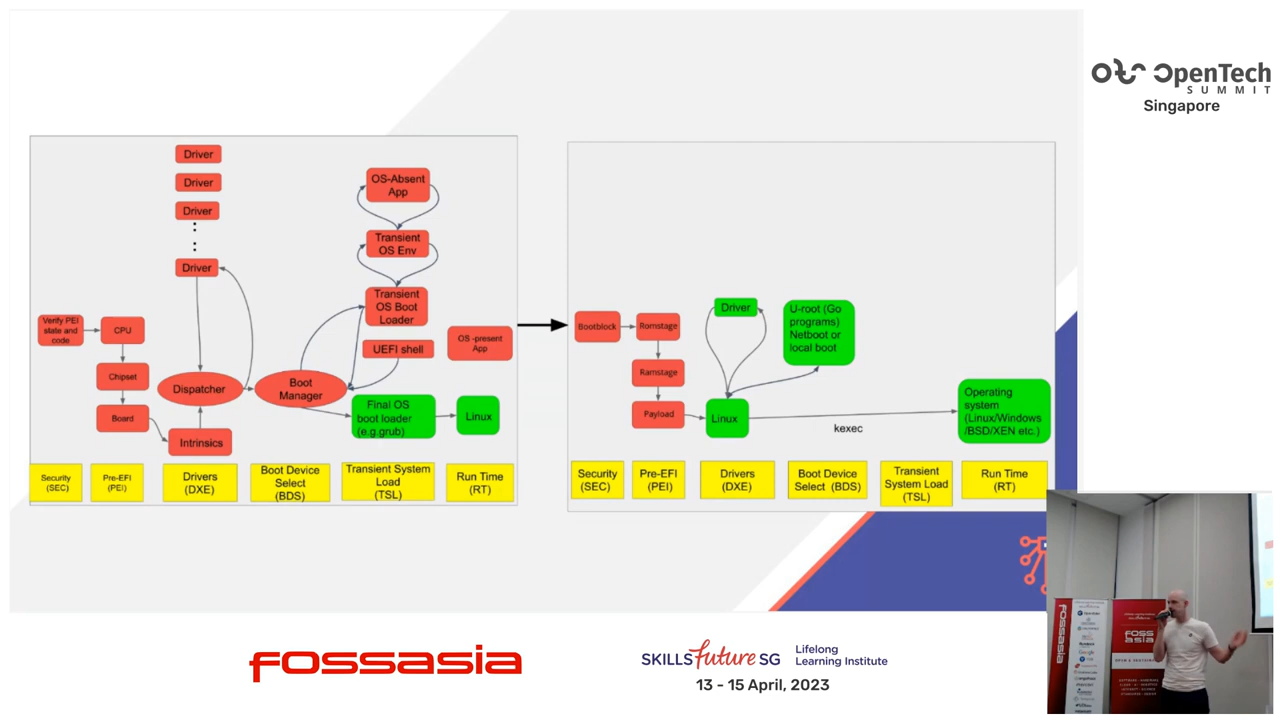 OpenTech
SUMMIT
Singapore
Driver
Driver
Driver
Driver
Verify PEI
state and
code
CPU
Chipset
Board
Intrinsics
Dispatcher
Boot
Manager
OS-Absent
App
Transient
OS Env
Transient
OS Boot
Loader
UEFI shell
OS -present
App
Final OS
boot loader
(e.g.grub)
Linux
Security
(SEC)
Pre-EFI
(PEI)
Drivers
(DXE)
Boot Device
Select
(BDS)
Transient System
Load
(TSL)
Run Time
(RT)
Bootblock
Romstage
Ramstage
Payload
Driver
Linux
U-root (Go
programs)
Netboot or
local boot
kexec
Operating
system
(Linux/Windows
/BSD/XEN etc.)
Security
(SEC)
Pre-EFI
(PEI)
Drivers
(DXE)
Boot Device
Select (BDS)
Transient
System Load
(TSL)
Run Time
(RT)
fossasia
FOSS
ASIA
fossasia
SKILLSfuture SG
Lifelong
Learning Institute
13 - 15 April, 2023